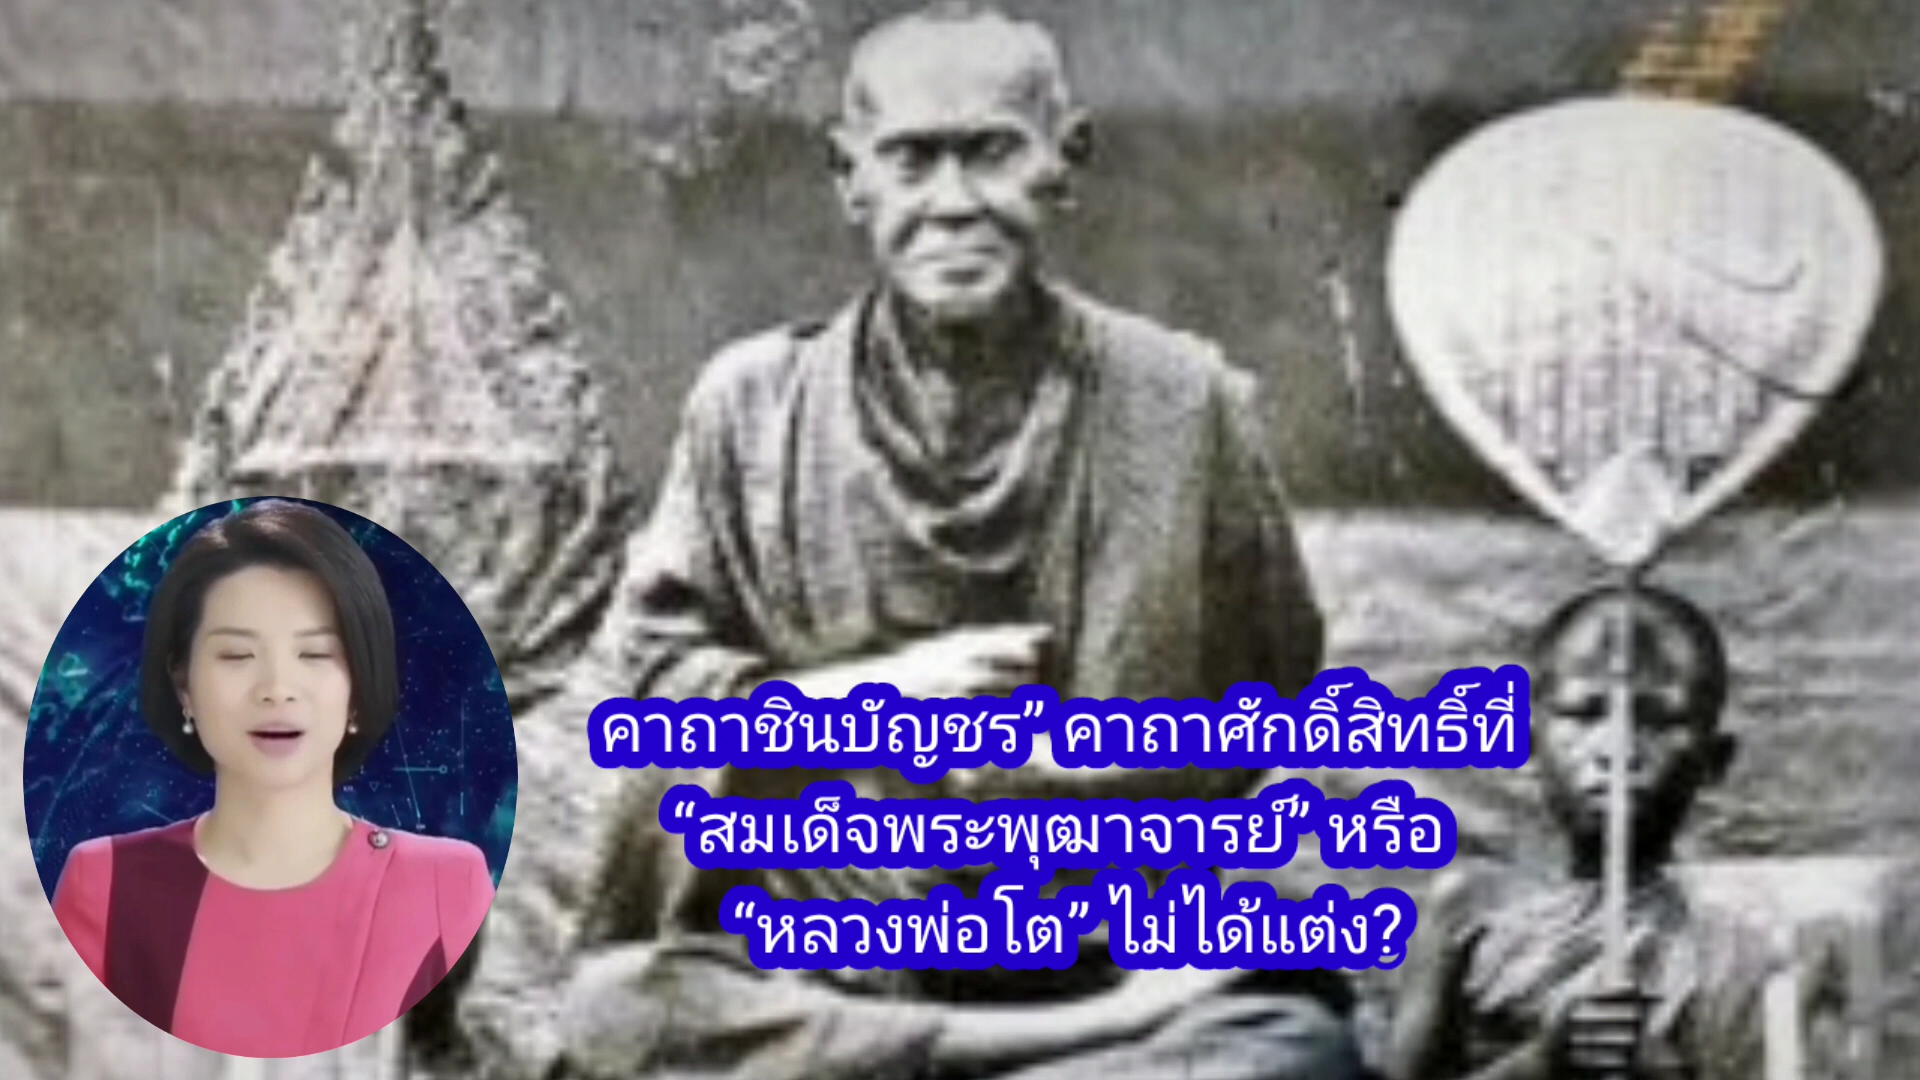 คาถาชินบัญชร” คาถาศักดิ์สิทธิ์ที่
“สมเด็จพระพุฒาจารย์” หรือ
“หลวงพ่อโต” ไม่ได้แต่ง?